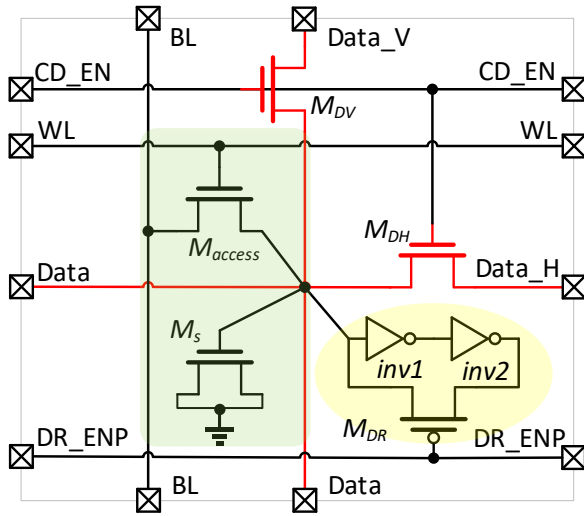 BL
Data_V
CD_EN
CD_EN
M_DV
WL
WL
M_DH
M_access
Data
Data_H
M_s
inv1
inv2
M_DR
DR_ENP
DR_ENP
BL
Data